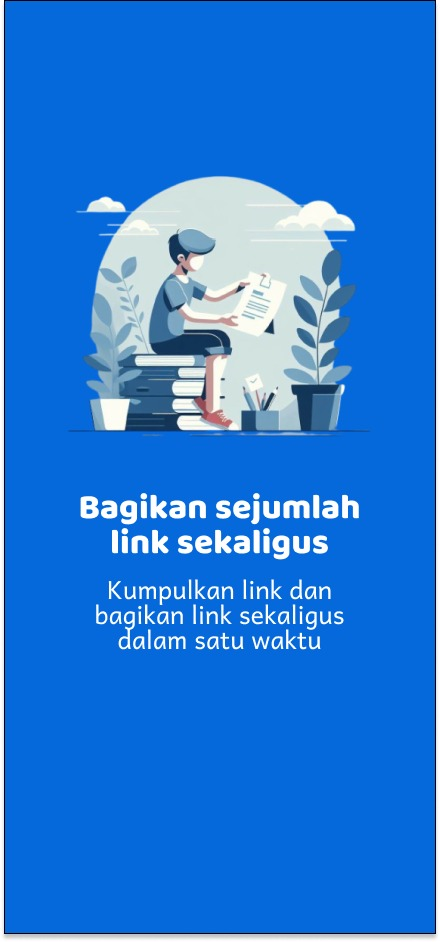 Bagikan sejumlah
link sekaligus
Kumpulkan link dan
bagikan link sekaligus
dalam satu waktu